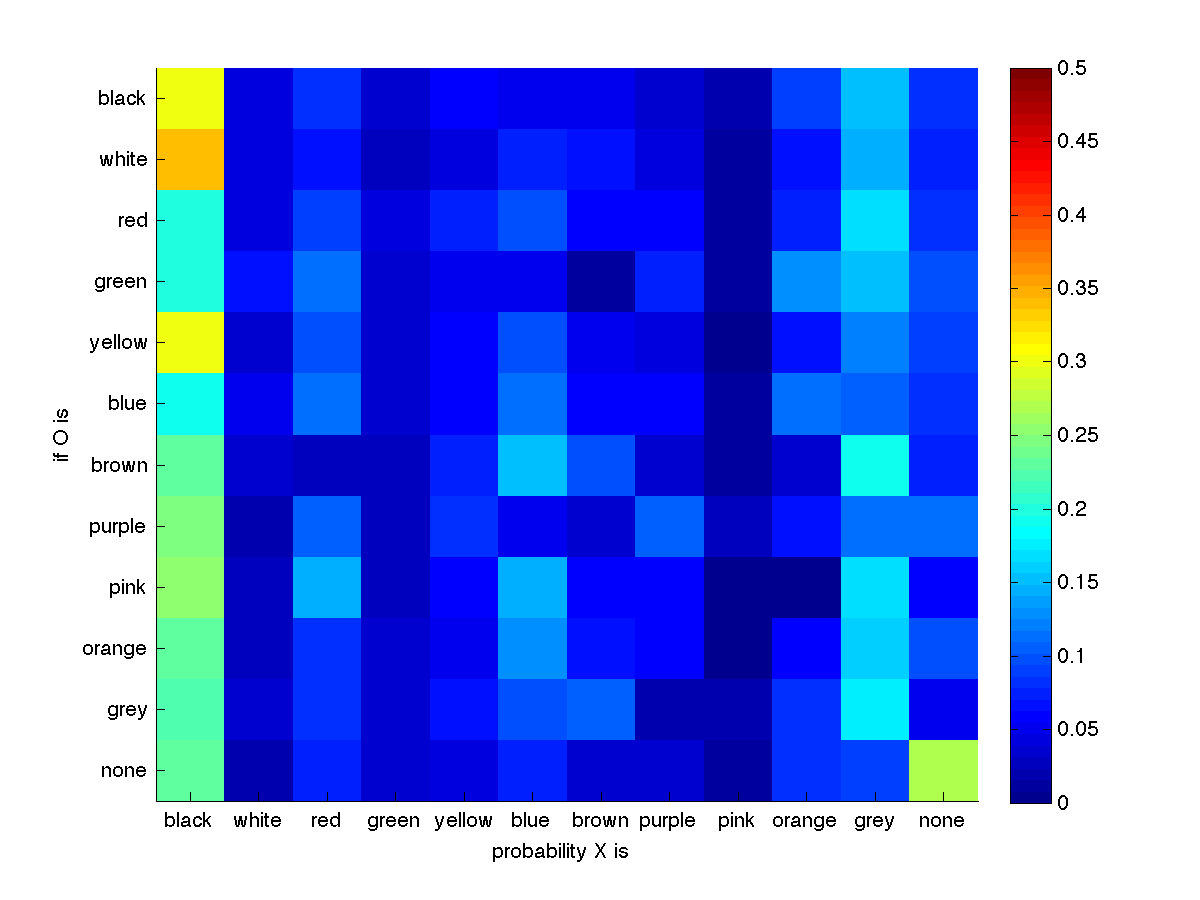 black
white
red
green
yellow
blue
brown
purple
pink
orange
grey
none
if O is
black white red green yellow blue brown purple pink orange grey none
probability X is
0.5
0.45
0.4
0.35
0.3
0.25
0.2
0.15
0.1
0.05
0